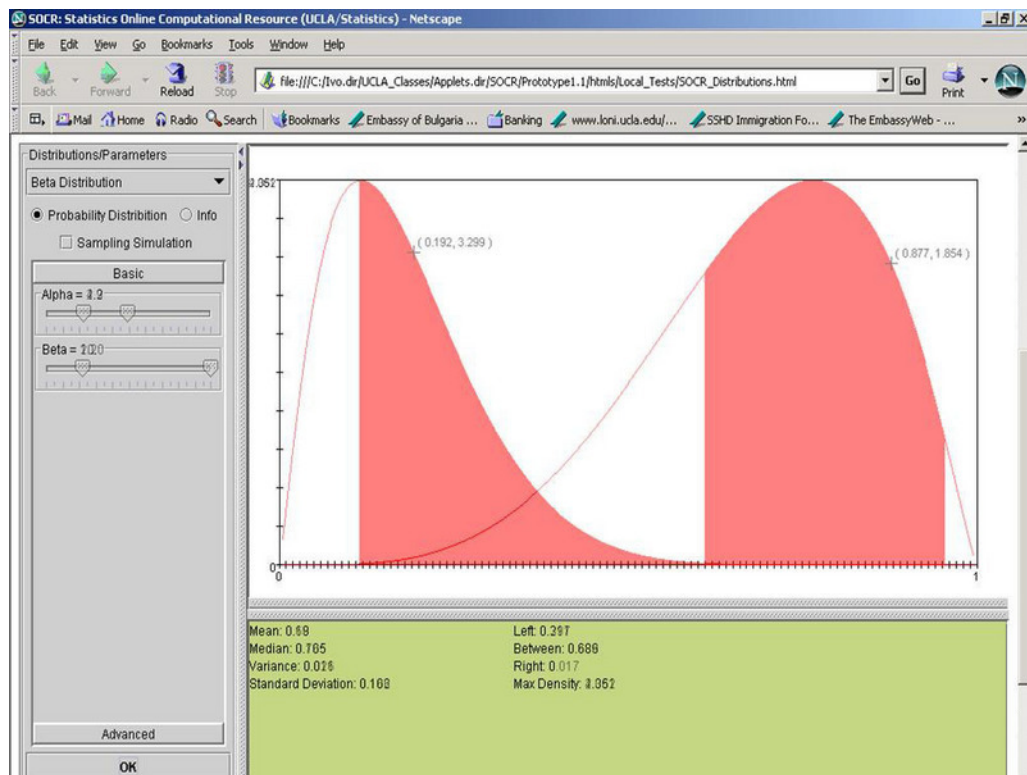 SOCR: Statistics Online Computational Resource (UCLA/Statistics) - Netscape
File Edit View Go Bookmarks Tools Window Help
Back Forward Reload Stop file:///C:/Ivo.dir/UCLA_Classes/Applets.dir/SOCR/Prototype1.1/htmls/Local_Tests/SOCR_Distributions.html Go Print N
Mail Home Radio Search Bookmarks Embassy of Bulgaria ... Banking www.loni.ucla.edu/... SSHD Immigration Fo... The EmbassyWeb - ... »
Distributions/Parameters
Beta Distribution
Probability Distribition Info
Sampling Simulation
Basic
Alpha =
Beta =
Advanced
OK
( 0.192, 3.299 )
( 0.877, 1.854 )
0
0 1
Mean:
Median:
Variance:
Standard Deviation:
Left:
Between:
Right: 0.017
Max Density: